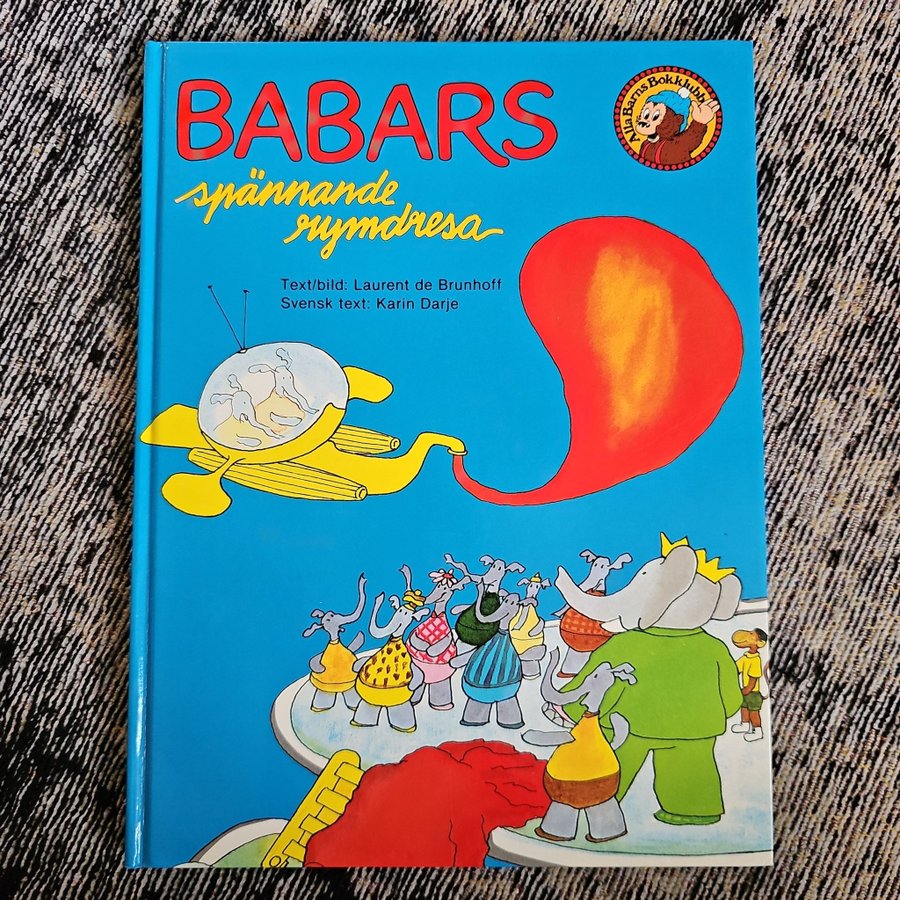 BABARS
Alla Barns Bokklubb
spännande
rymdresa
Text/bild: Laurent de Brunhoff
Svensk text: Karin Darje